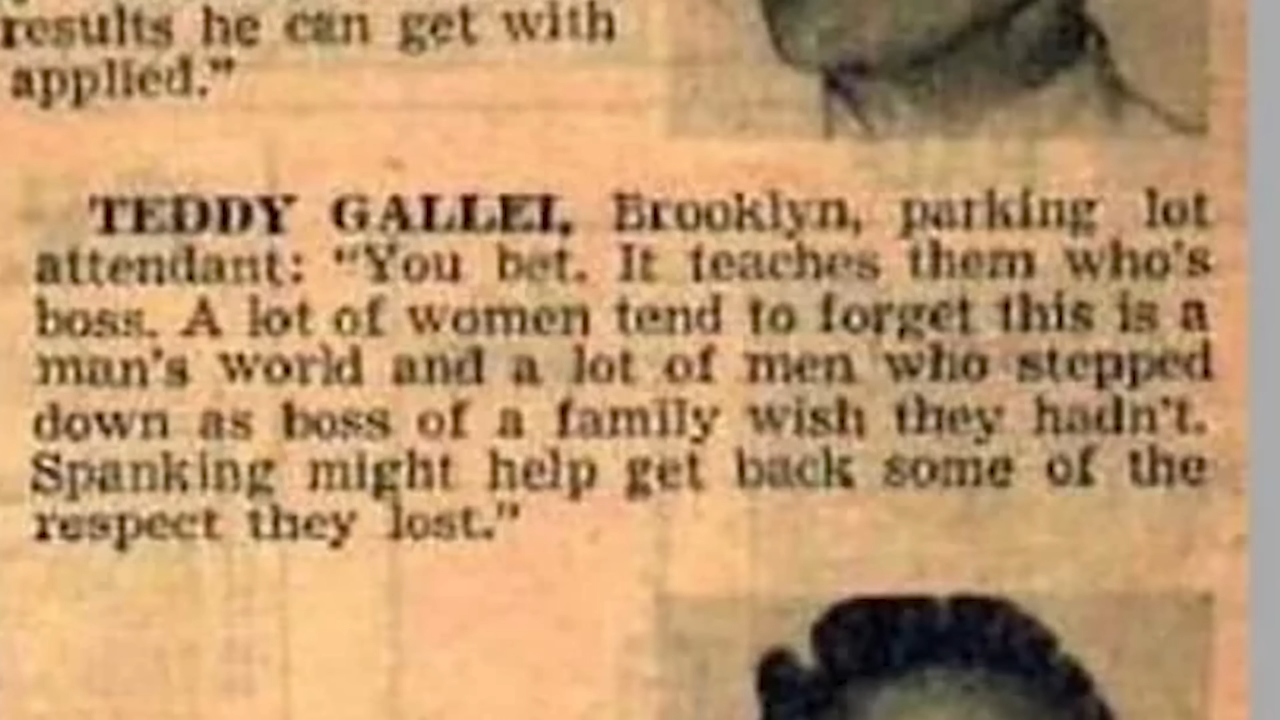 results he can get with
applied."
TEDDY GALLEI, Brooklyn, parking lot
attendant: "You bet. It teaches them who's
boss. A lot of women tend to forget this is a
man's world and a lot of men who stepped
down as boss of a family wish they hadn't.
Spanking might help get back some of the
respect they lost."